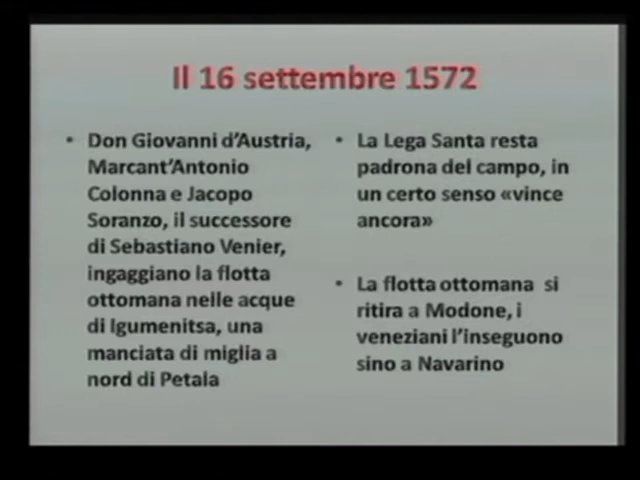 Il 16 settembre 1572
• Don Giovanni d'Austria,
Marcant'Antonio
Colonna e Jacopo
Soranzo, il successore
di Sebastiano Venier,
ingaggiano la flotta
ottomana nelle acque
di Igumenitsa, una
manciata di miglia a
nord di Petala
• La Lega Santa resta
padrona del campo, in
un certo senso «vince
ancora»
• La flotta ottomana si
ritira a Modone, i
veneziani l'inseguono
sino a Navarino